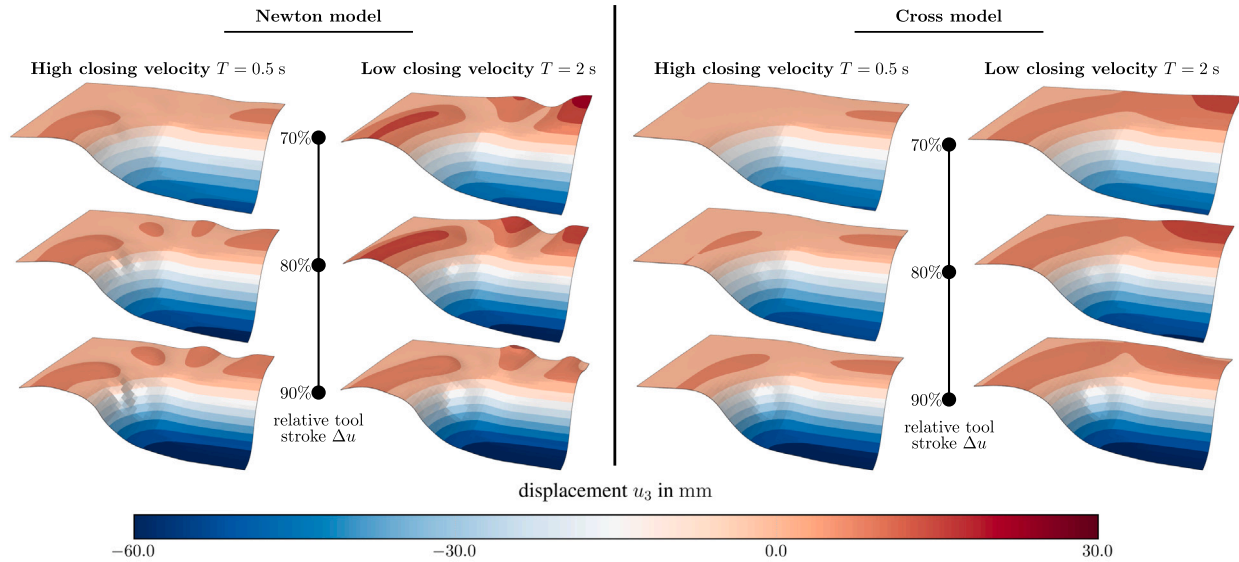 Newton model
High closing velocity T = 0.5 s
Low closing velocity T = 2 s
70%
80%
90%
relative tool
stroke Δu
Cross model
High closing velocity T = 0.5 s
Low closing velocity T = 2 s
70%
80%
90%
relative tool
stroke Δu
displacement u₃ in mm
−60.0
−30.0
0.0
30.0